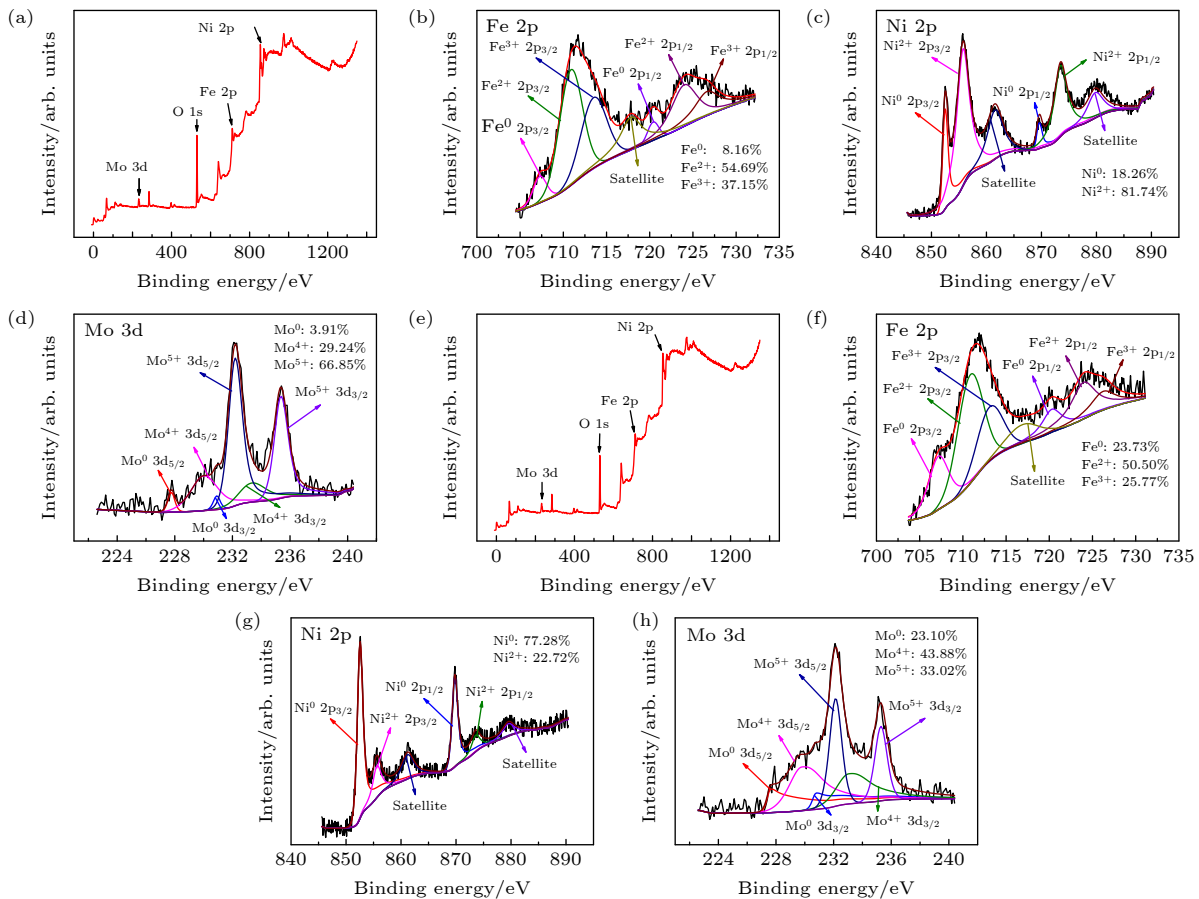 (a)
Intensity/arb. units
Ni 2p
Fe 2p
O 1s
Mo 3d
0 400 800 1200
Binding energy/eV
(b)
Intensity/arb. units
Fe 2p
Fe³⁺ 2p₃/₂
Fe²⁺ 2p₃/₂
Fe⁰ 2p₃/₂
Fe²⁺ 2p₁/₂
Fe³⁺ 2p₁/₂
Fe⁰ 2p₁/₂
Fe⁰: 8.16%
Fe²⁺: 54.69%
Fe³⁺: 37.15%
Satellite
700 705 710 715 720 725 730 735
Binding energy/eV
(c)
Intensity/arb. units
Ni 2p
Ni²⁺ 2p₃/₂
Ni²⁺ 2p₁/₂
Ni⁰ 2p₃/₂
Ni⁰ 2p₁/₂
Satellite
Satellite
Ni⁰: 18.26%
Ni²⁺: 81.74%
840 850 860 870 880 890
Binding energy/eV
(d)
Intensity/arb. units
Mo 3d
Mo⁰: 3.91%
Mo⁴⁺: 29.24%
Mo⁵⁺: 66.85%
Mo⁵⁺ 3d₅/₂
Mo⁵⁺ 3d₃/₂
Mo⁴⁺ 3d₅/₂
Mo⁰ 3d₅/₂
Mo⁴⁺ 3d₃/₂
Mo⁰ 3d₃/₂
224 228 232 236 240
Binding energy/eV
(e)
Intensity/arb. units
Ni 2p
Fe 2p
O 1s
Mo 3d
0 400 800 1200
Binding energy/eV
(f)
Intensity/arb. units
Fe 2p
Fe³⁺ 2p₃/₂
Fe²⁺ 2p₃/₂
Fe⁰ 2p₃/₂
Fe²⁺ 2p₁/₂
Fe³⁺ 2p₁/₂
Fe⁰ 2p₁/₂
Fe⁰: 23.73%
Fe²⁺: 50.50%
Fe³⁺: 25.77%
Satellite
700 705 710 715 720 725 730 735
Binding energy/eV
(g)
Intensity/arb. units
Ni 2p
Ni⁰: 77.28%
Ni²⁺: 22.72%
Ni⁰ 2p₃/₂
Ni²⁺ 2p₃/₂
Ni⁰ 2p₁/₂
Ni²⁺ 2p₁/₂
Satellite
Satellite
840 850 860 870 880 890
Binding energy/eV
(h)
Intensity/arb. units
Mo 3d
Mo⁰: 23.10%
Mo⁴⁺: 43.88%
Mo⁵⁺: 33.02%
Mo⁵⁺ 3d₅/₂
Mo⁵⁺ 3d₃/₂
Mo⁴⁺ 3d₅/₂
Mo⁰ 3d₅/₂
Mo⁴⁺ 3d₃/₂
Mo⁰ 3d₃/₂
224 228 232 236 240
Binding energy/eV